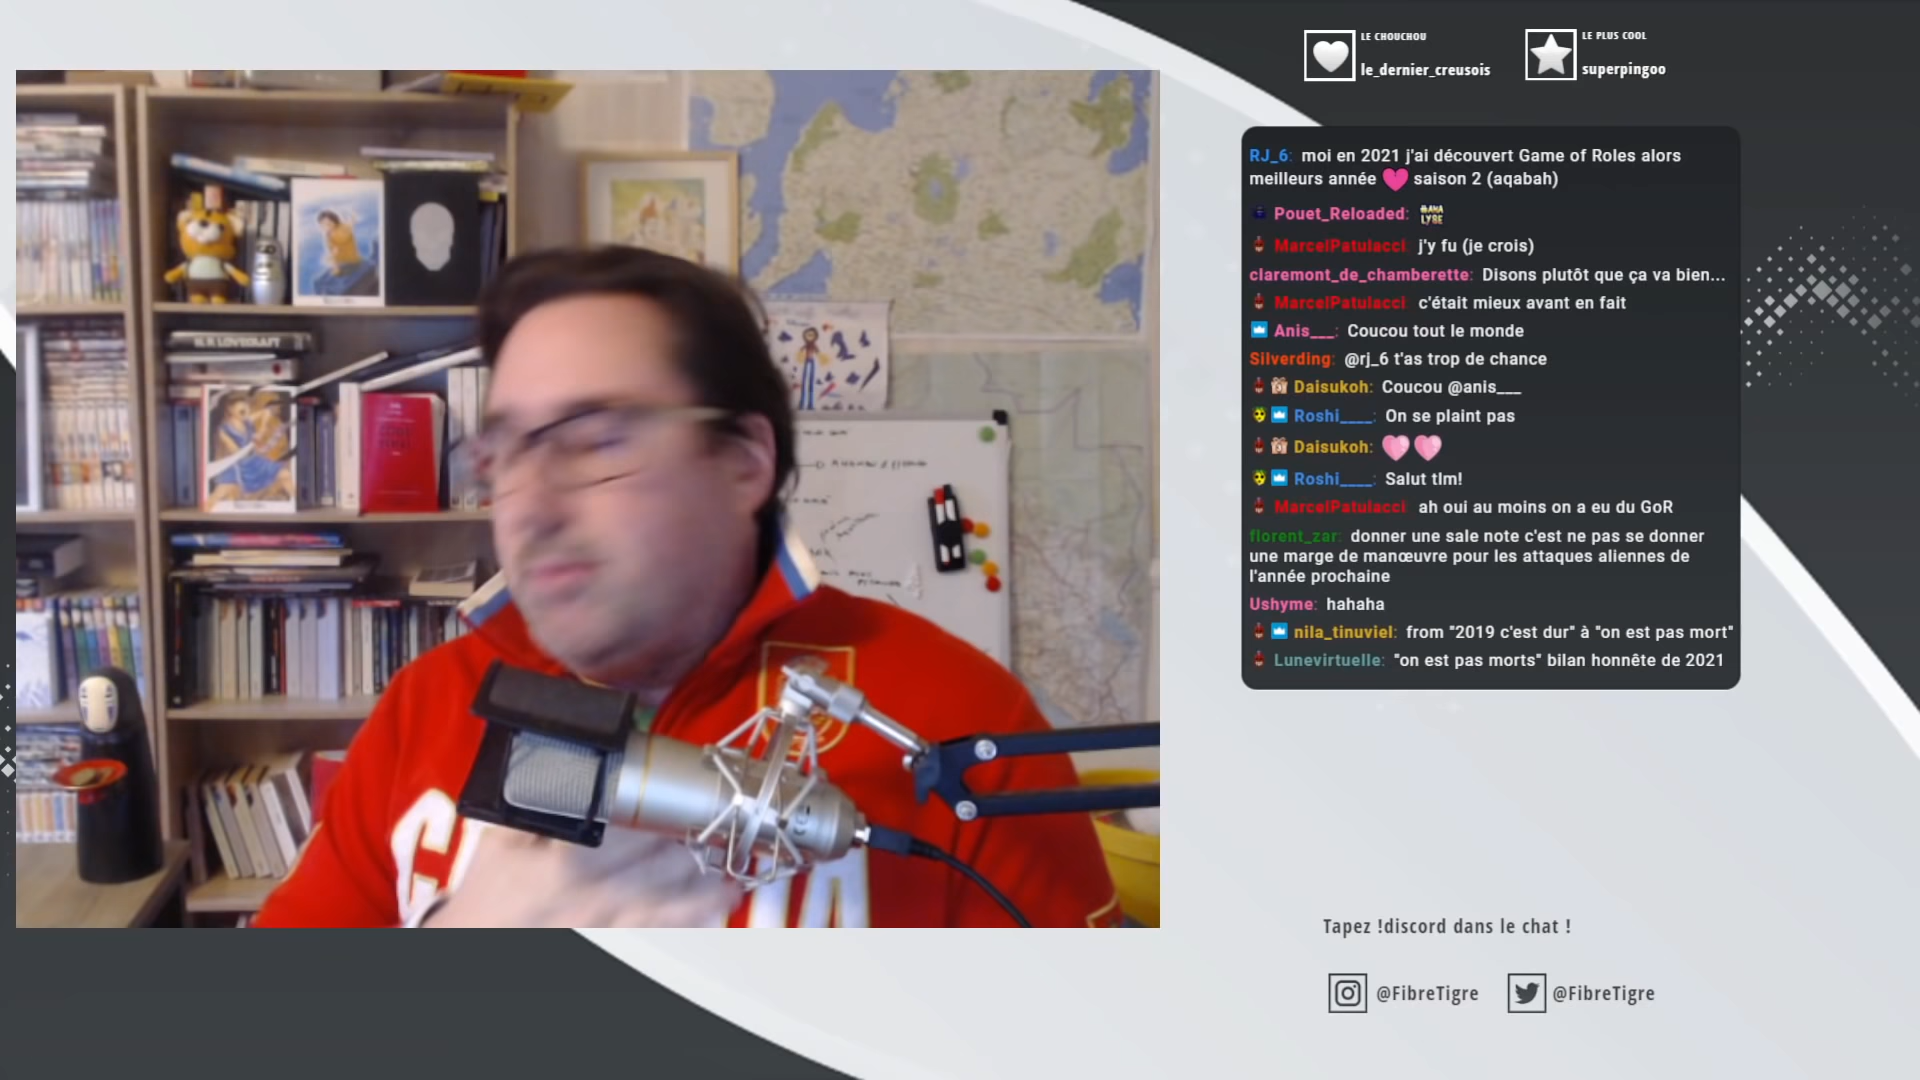 LE CHOUCHOU
le_dernier_creusois
LE PLUS COOL
superpingoo
RJ_6: moi en 2021 j'ai découvert Game of Roles alors
meilleurs année saison 2 (aqabah)
Pouet_Reloaded: #ANA
LYSE
MarcelPatulacci: j'y fu (je crois)
claremont_de_chamberette: Disons plutôt que ça va bien...
MarcelPatulacci: c'était mieux avant en fait
Anis___: Coucou tout le monde
Silverding: @rj_6 t'as trop de chance
Daisukoh: Coucou @anis___
Roshi____: On se plaint pas
Daisukoh:
Roshi____: Salut tlm!
MarcelPatulacci: ah oui au moins on a eu du GoR
florent_zar: donner une sale note c'est ne pas se donner
une marge de manœuvre pour les attaques aliennes de
l'année prochaine
Ushyme: hahaha
nila_tinuviel: from "2019 c'est dur" à "on est pas mort"
Lunevirtuelle: "on est pas morts" bilan honnête de 2021
H.P. LOVECRAFT
Tapez !discord dans le chat !
@FibreTigre
@FibreTigre